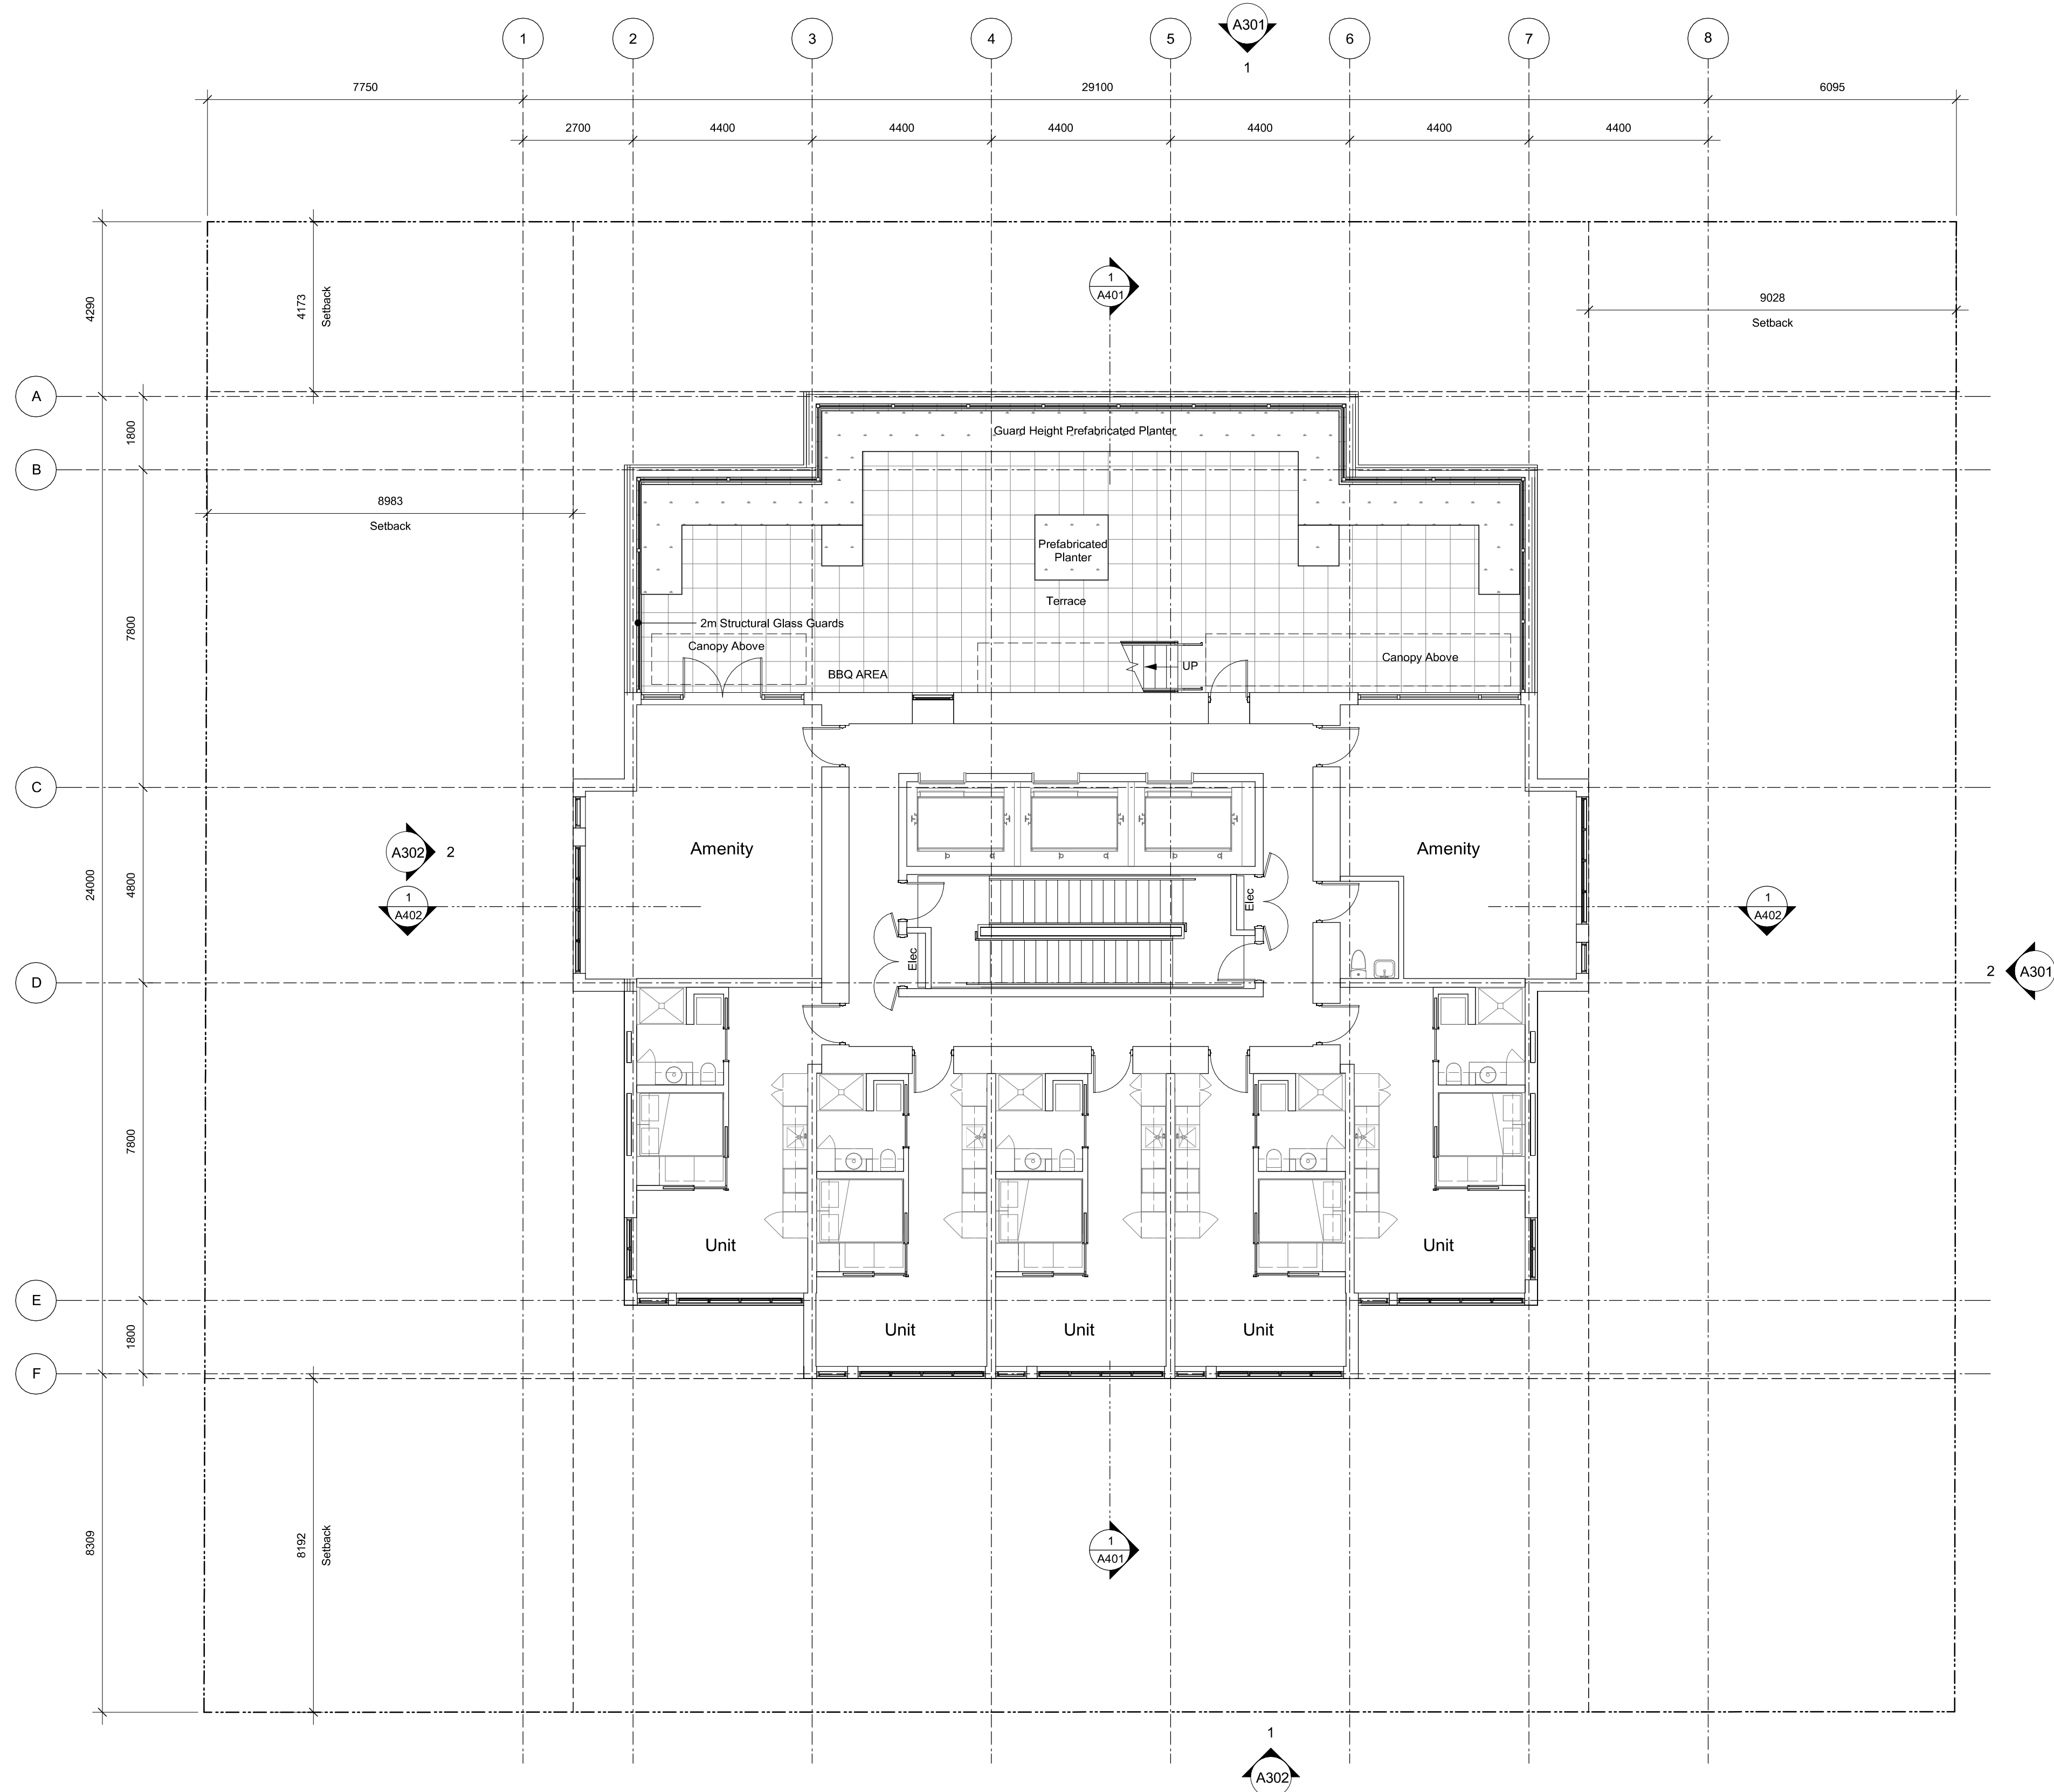 A301
1
1
2
3
4
5
6
7
8
7750
29100
6095
2700
4400
4400
4400
4400
4400
4400
4290
4173
Setback
1
A401
9028
Setback
A
1800
Guard Height Prefabricated Planter
B
8983
Setback
Prefabricated
Planter
Terrace
7800
2m Structural Glass Guards
Canopy Above
Canopy Above
UP
BBQ AREA
C
A302
2
Amenity
Amenity
24000
4800
1
A402
Elec
1
A402
Elec
D
2
A301
7800
Unit
Unit
E
1800
Unit
Unit
Unit
F
8309
8192
Setback
1
A401
1
A302